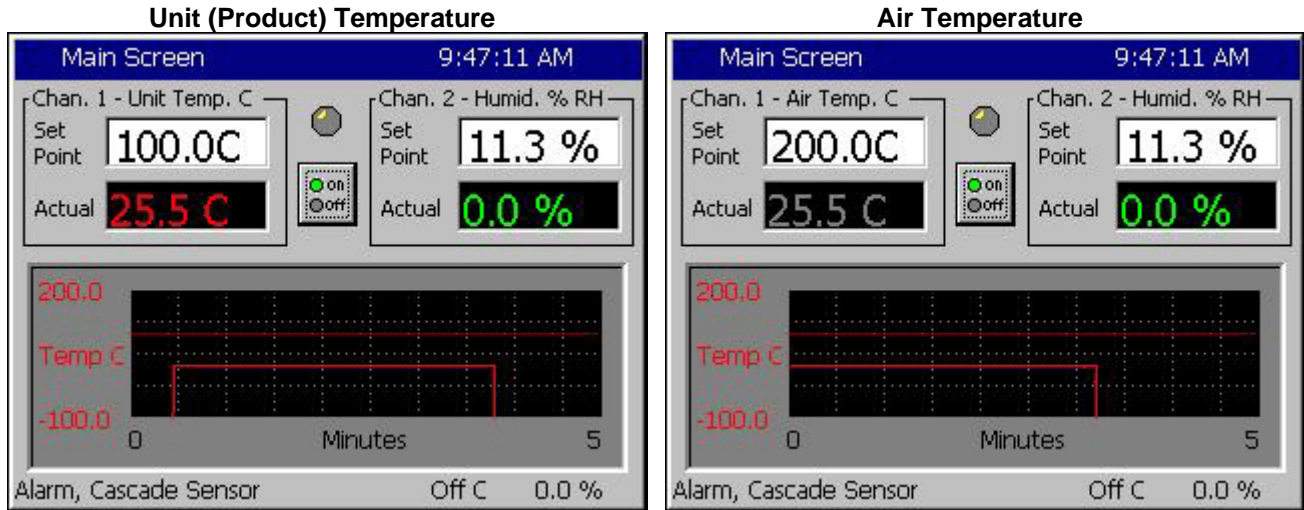 Unit (Product) Temperature
Main Screen 9:47:11 AM
Chan. 1 - Unit Temp. C
Set Point 100.0C
Actual 25.5 C
on
off
Chan. 2 - Humid. % RH
Set Point 11.3 %
Actual 0.0 %
200.0
Temp C
-100.0
0 Minutes 5
Alarm, Cascade Sensor Off C 0.0 %
Air Temperature
Main Screen 9:47:11 AM
Chan. 1 - Air Temp. C
Set Point 200.0C
Actual 25.5 C
on
off
Chan. 2 - Humid. % RH
Set Point 11.3 %
Actual 0.0 %
200.0
Temp C
-100.0
0 Minutes 5
Alarm, Cascade Sensor Off C 0.0 %